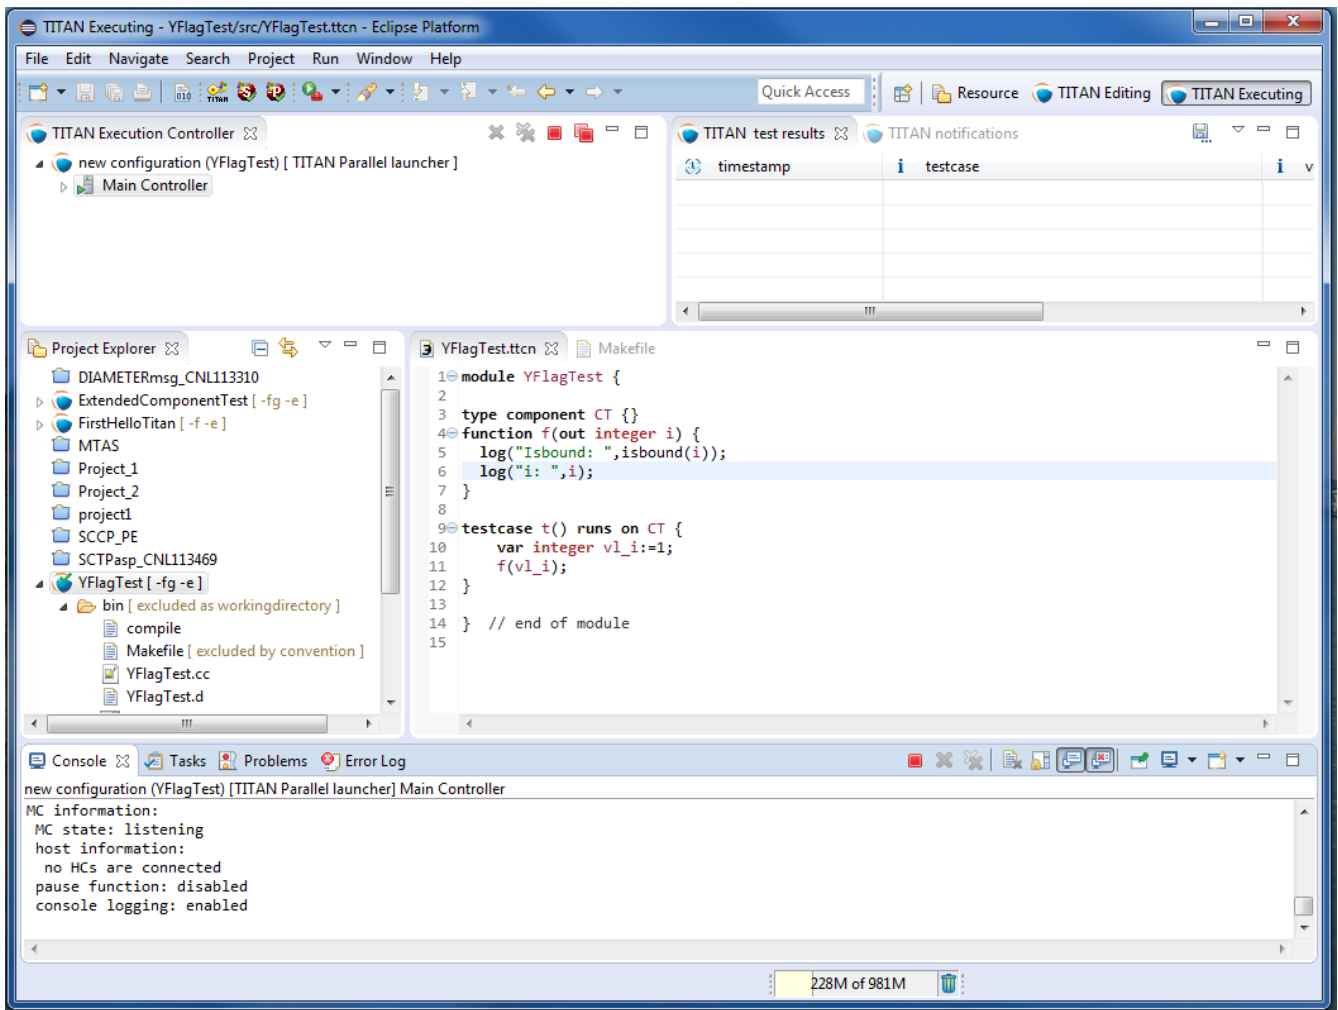 TITAN Executing - YFlagTest/src/YFlagTest.ttcn - Eclipse Platform
File Edit Navigate Search Project Run Window Help
010 TITAN Quick Access Resource TITAN Editing TITAN Executing
TITAN Execution Controller
new configuration (YFlagTest) [ TITAN Parallel launcher ]
Main Controller
TITAN test results TITAN notifications
timestamp i testcase i v
Project Explorer
DIAMETERmsg_CNL113310
ExtendedComponentTest [ -fg -e ]
FirstHelloTitan [ -f -e ]
MTAS
Project_1
Project_2
project1
SCCP_PE
SCTPasp_CNL113469
YFlagTest [ -fg -e ]
bin [ excluded as workingdirectory ]
compile
Makefile [ excluded by convention ]
YFlagTest.cc
YFlagTest.d
YFlagTest.ttcn Makefile
1 module YFlagTest {
2
3 type component CT {}
4 function f(out integer i) {
5 log("Isbound: ",isbound(i));
6 log("i: ",i);
7 }
8
9 testcase t() runs on CT {
10 var integer vl_i:=1;
11 f(vl_i);
12 }
13
14 } // end of module
15
Console Tasks Problems Error Log
new configuration (YFlagTest) [TITAN Parallel launcher] Main Controller
MC information:
MC state: listening
host information:
no HCs are connected
pause function: disabled
console logging: enabled
228M of 981M